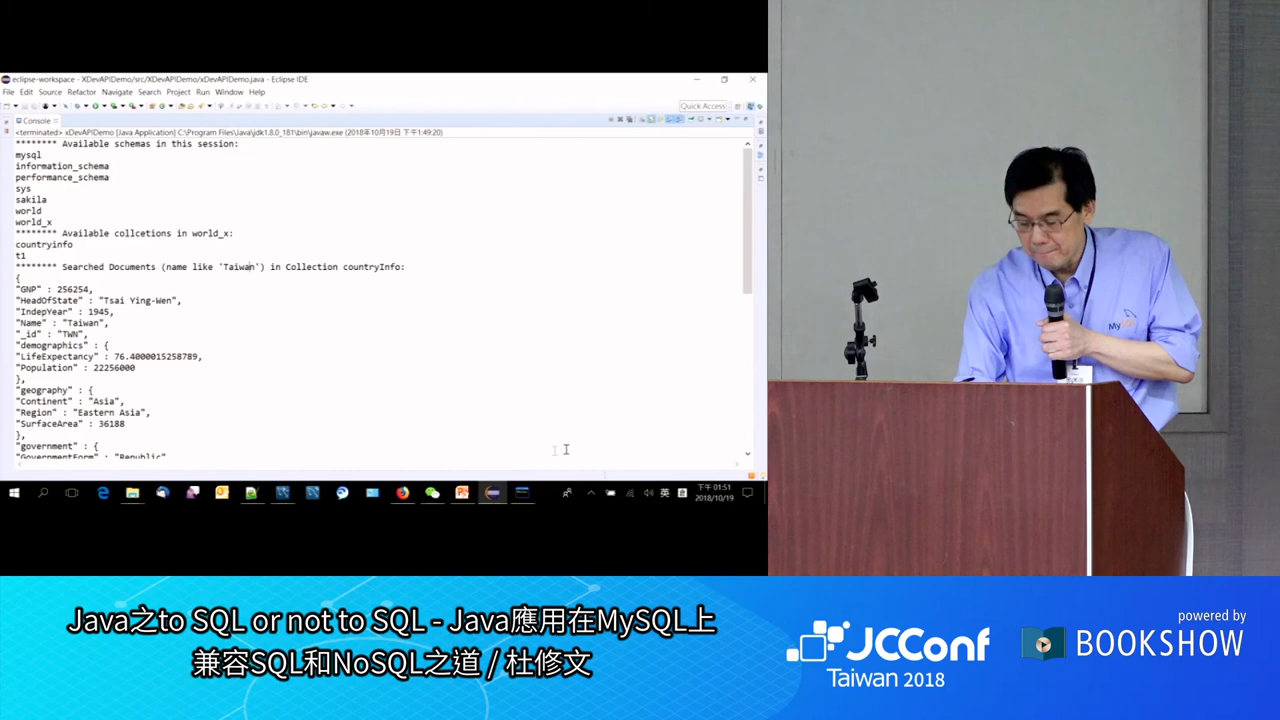 eclipse-workspace - XDevAPIDemo/src/XDevAPIDemo/xDevAPIDemo.java - Eclipse IDE
File Edit Source Refactor Navigate Search Project Run Window Help
Quick Access
Console
<terminated> xDevAPIDemo [Java Application] C:\Program Files\Java\jdk1.8.0_181\bin\javaw.exe (2018年10月19日 下午1:49:20)
******** Available schemas in this session:
mysql
information_schema
performance_schema
sys
sakila
world
world_x
******** Available collcetions in world_x:
countryinfo
t1
******** Searched Documents (name like 'Taiwan') in Collection countryInfo:
{
"GNP" : 256254,
"HeadOfState" : "Tsai Ying-Wen",
"IndepYear" : 1945,
"Name" : "Taiwan",
"_id" : "TWN",
"demographics" : {
"LifeExpectancy" : 76.4000015258789,
"Population" : 22256000
},
"geography" : {
"Continent" : "Asia",
"Region" : "Eastern Asia",
"SurfaceArea" : 36188
},
"government" : {
"GovernmentForm" : "Republic"
英
下午 01:51
2018/10/19
My
Java之to SQL or not to SQL - Java應用在MySQL上
兼容SQL和NoSQL之道 / 杜修文
JCConf
Taiwan 2018
powered by
BOOKSHOW